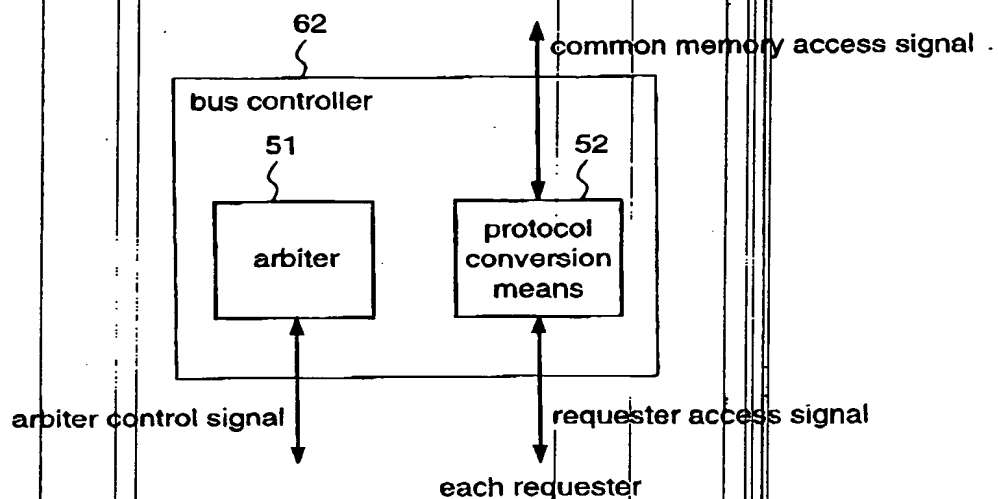 62
common memory access signal
bus controller
51
52
arbiter
protocol
conversion
means
arbiter control signal
requester access signal
each requester